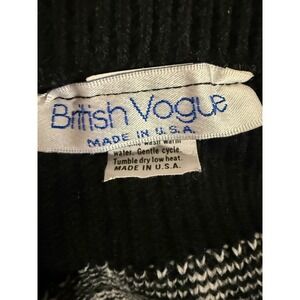 British Vogue
MADE IN U.S.A.
wash warm
water. Gentle cycle.
Tumble dry low heat.
MADE IN U.S.A.